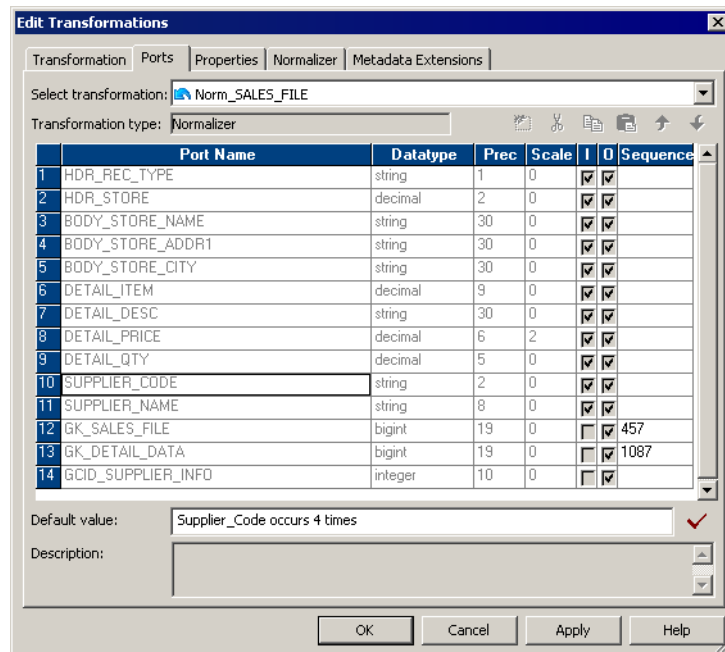 Edit Transformations
Transformation Ports Properties Normalizer Metadata Extensions
Select transformation: Norm_SALES_FILE
Transformation type: Normalizer
Port Name Datatype Prec Scale I O Sequence
1 HDR_REC_TYPE string 1 0
2 HDR_STORE decimal 2 0
3 BODY_STORE_NAME string 30 0
4 BODY_STORE_ADDR1 string 30 0
5 BODY_STORE_CITY string 30 0
6 DETAIL_ITEM decimal 9 0
7 DETAIL_DESC string 30 0
8 DETAIL_PRICE decimal 6 2
9 DETAIL_QTY decimal 5 0
10 SUPPLIER_CODE string 2 0
11 SUPPLIER_NAME string 8 0
12 GK_SALES_FILE bigint 19 0 457
13 GK_DETAIL_DATA bigint 19 0 1087
14 GCID_SUPPLIER_INFO integer 10 0
Default value: Supplier_Code occurs 4 times
Description:
OK Cancel Apply Help